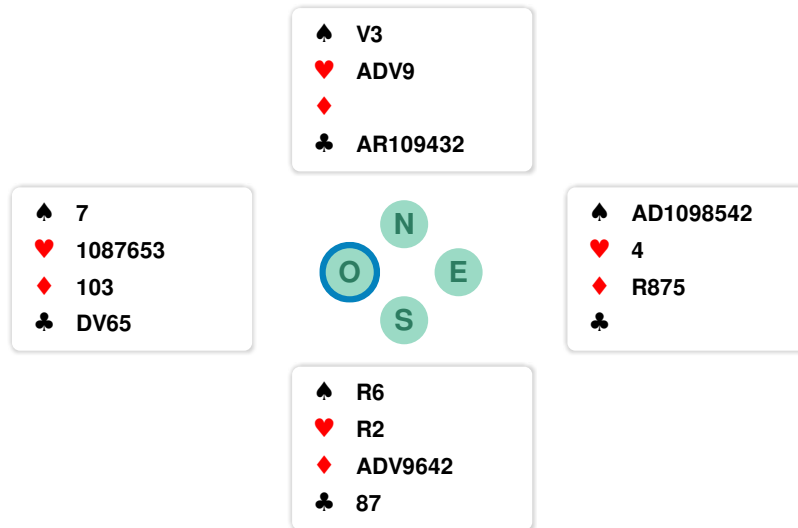 ♠ V3
♥ ADV9
♦
♣ AR109432
♠ 7
♥ 1087653
♦ 103
♣ DV65
N
O E
S
♠ AD1098542
♥ 4
♦ R875
♣
♠ R6
♥ R2
♦ ADV9642
♣ 87